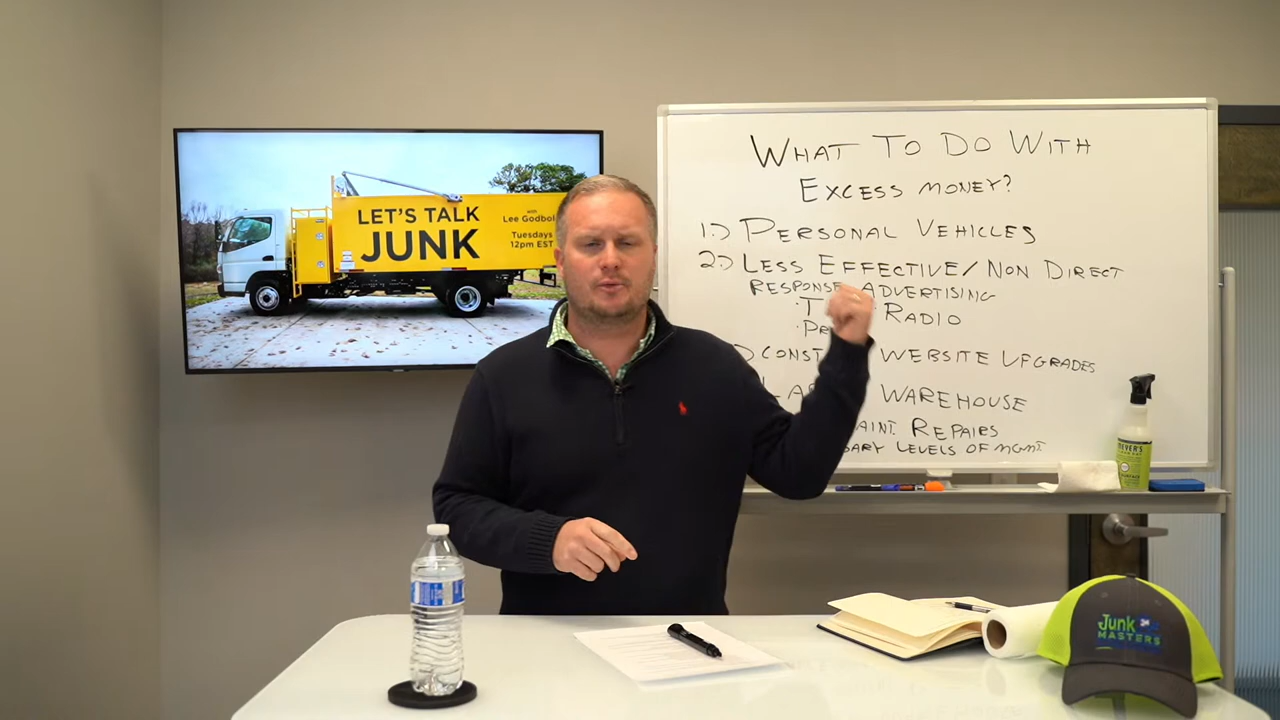 LET'S TALK
JUNK
with
Lee Godbol
Tuesdays
12pm EST
WHAT TO DO WITH
EXCESS MONEY?
1.) PERSONAL VEHICLES
2.) LESS EFFECTIVE/NON DIRECT
RESPONSE ADVERTISING
RADIO
WEBSITE UPGRADES
WAREHOUSE
REPAIRS
LEVELS OF MGMT.
Junk
MASTERS